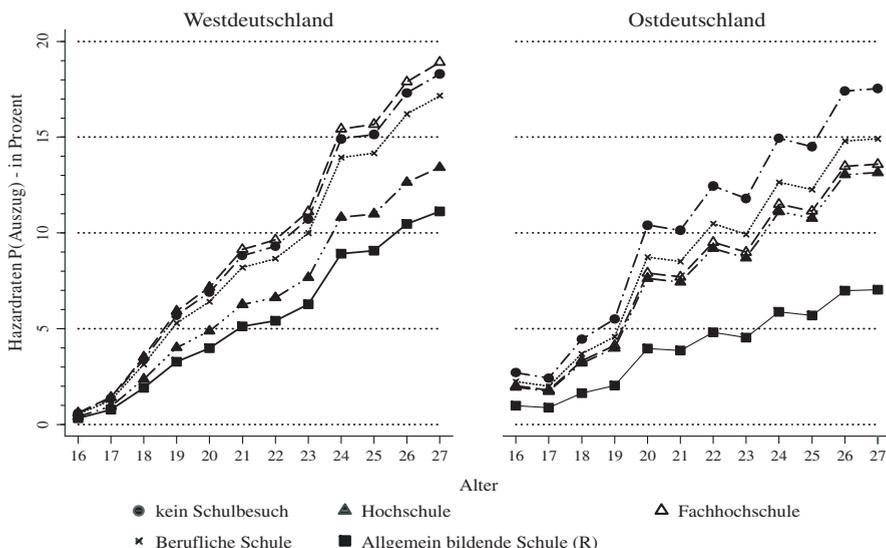 Westdeutschland
Ostdeutschland
Hazardraten P(Auszug) - in Prozent
20
15
10
5
0
16 17 18 19 20 21 22 23 24 25 26 27
16 17 18 19 20 21 22 23 24 25 26 27
Alter
kein Schulbesuch
Hochschule
Fachhochschule
Berufliche Schule
Allgemein bildende Schule (R)